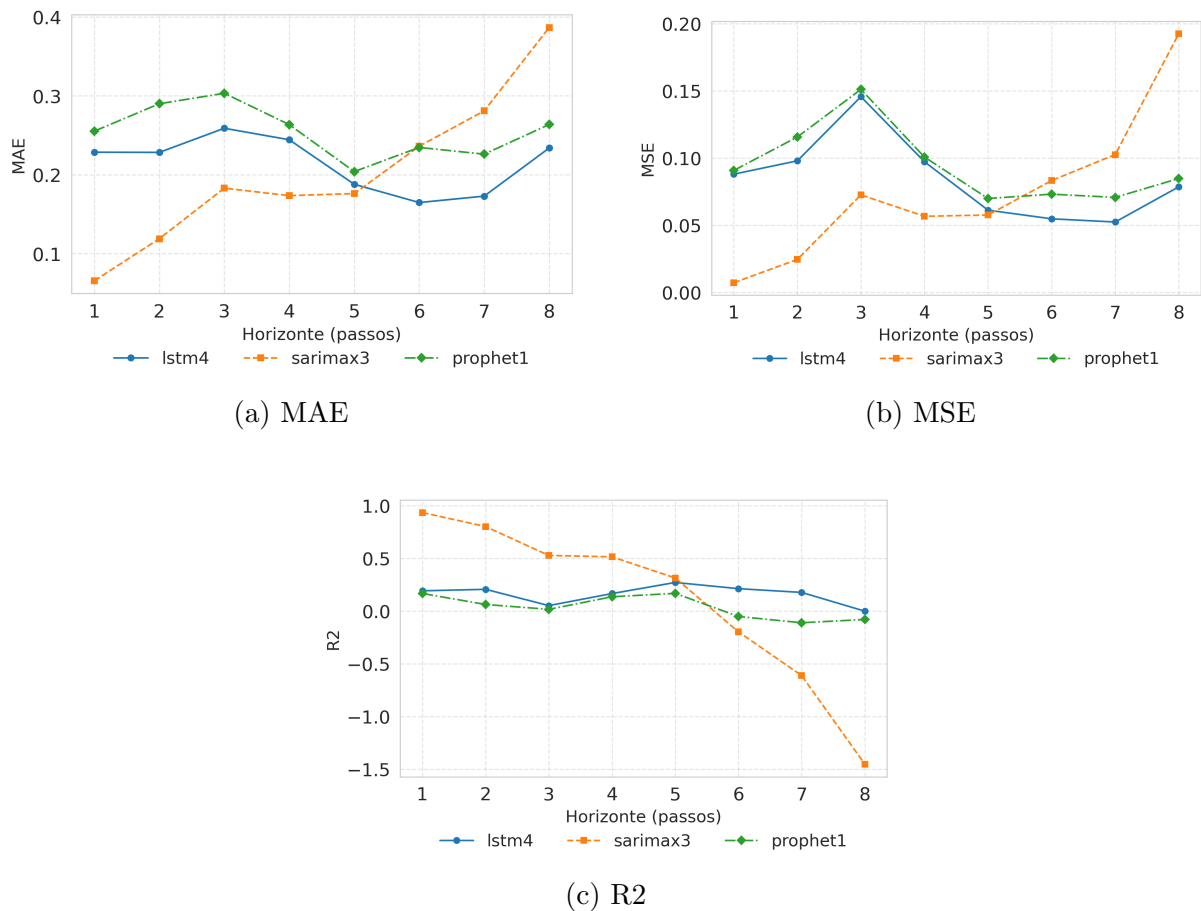 MAE
0.4
0.3
0.2
0.1
1 2 3 4 5 6 7 8
Horizonte (passos)
lstm4 sarimax3 prophet1
(a) MAE
MSE
0.20
0.15
0.10
0.05
0.00
1 2 3 4 5 6 7 8
Horizonte (passos)
lstm4 sarimax3 prophet1
(b) MSE
R2
1.0
0.5
0.0
−0.5
−1.0
−1.5
1 2 3 4 5 6 7 8
Horizonte (passos)
lstm4 sarimax3 prophet1
(c) R2